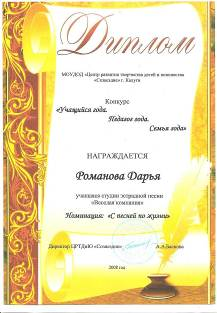 Диплом
МОУДОД «Центр развития творчества детей и юношества
«Созвездие» г. Калуга
Конкурс
«Учащийся года.
Педагог года.
Семья года»
НАГРАЖДАЕТСЯ
Романова Дарья
учащаяся студии эстрадной песни
«Веселая компания»
Номинация: «С песней по жизни»
Директор ЦРТДиЮ «Созвездие»
2008 год